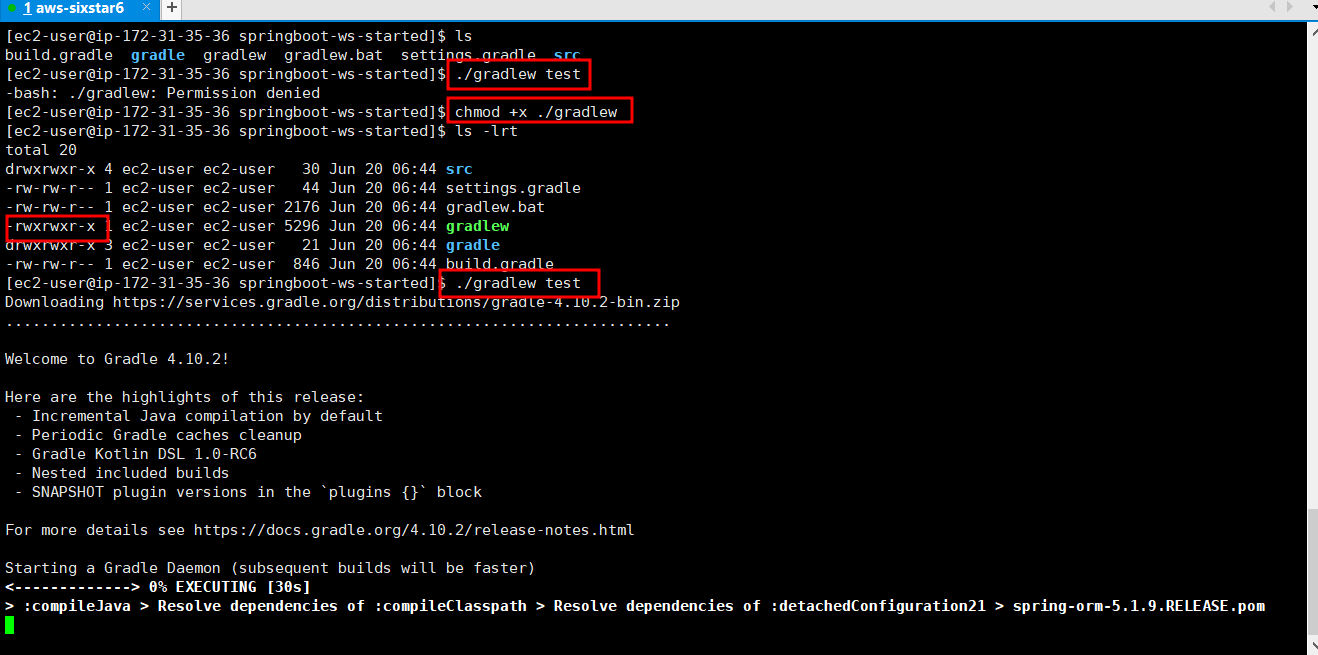 1 aws-sixstar6 × +
[ec2-user@ip-172-31-35-36 springboot-ws-started]$ ls
build.gradle  gradle  gradlew  gradlew.bat  settings.gradle  src
[ec2-user@ip-172-31-35-36 springboot-ws-started]$ ./gradlew test
-bash: ./gradlew: Permission denied
[ec2-user@ip-172-31-35-36 springboot-ws-started]$ chmod +x ./gradlew
[ec2-user@ip-172-31-35-36 springboot-ws-started]$ ls -lrt
total 20
drwxrwxr-x 4 ec2-user ec2-user   30 Jun 20 06:44 src
-rw-rw-r-- 1 ec2-user ec2-user   44 Jun 20 06:44 settings.gradle
-rw-rw-r-- 1 ec2-user ec2-user 2176 Jun 20 06:44 gradlew.bat
-rwxrwxr-x 1 ec2-user ec2-user 5296 Jun 20 06:44 gradlew
drwxrwxr-x 3 ec2-user ec2-user   21 Jun 20 06:44 gradle
-rw-rw-r-- 1 ec2-user ec2-user  846 Jun 20 06:44 build.gradle
[ec2-user@ip-172-31-35-36 springboot-ws-started]$ ./gradlew test
Downloading https://services.gradle.org/distributions/gradle-4.10.2-bin.zip
..........................................................................
Welcome to Gradle 4.10.2!
Here are the highlights of this release:
 - Incremental Java compilation by default
 - Periodic Gradle caches cleanup
 - Gradle Kotlin DSL 1.0-RC6
 - Nested included builds
 - SNAPSHOT plugin versions in the `plugins {}` block
For more details see https://docs.gradle.org/4.10.2/release-notes.html
Starting a Gradle Daemon (subsequent builds will be faster)
<-------------> 0% EXECUTING [30s]
> :compileJava > Resolve dependencies of :compileClasspath > Resolve dependencies of :detachedConfiguration21 > spring-orm-5.1.9.RELEASE.pom